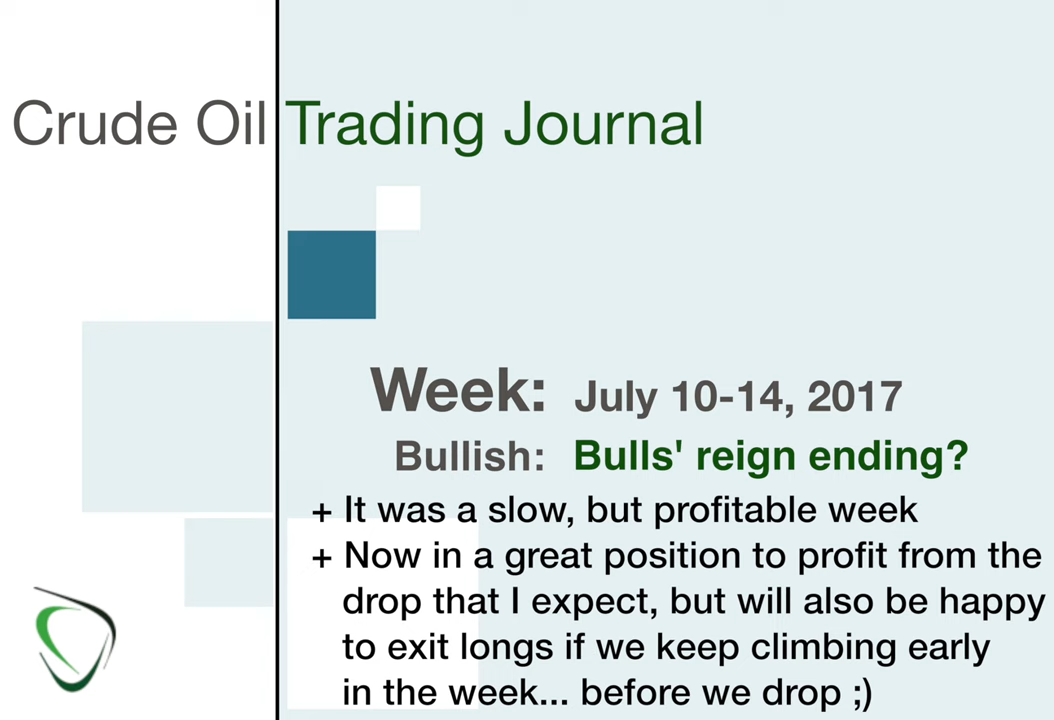 Crude Oil Trading Journal
Week: July 10-14, 2017
Bullish: Bulls' reign ending?
+ It was a slow, but profitable week
+ Now in a great position to profit from the
drop that I expect, but will also be happy
to exit longs if we keep climbing early
in the week... before we drop ;)